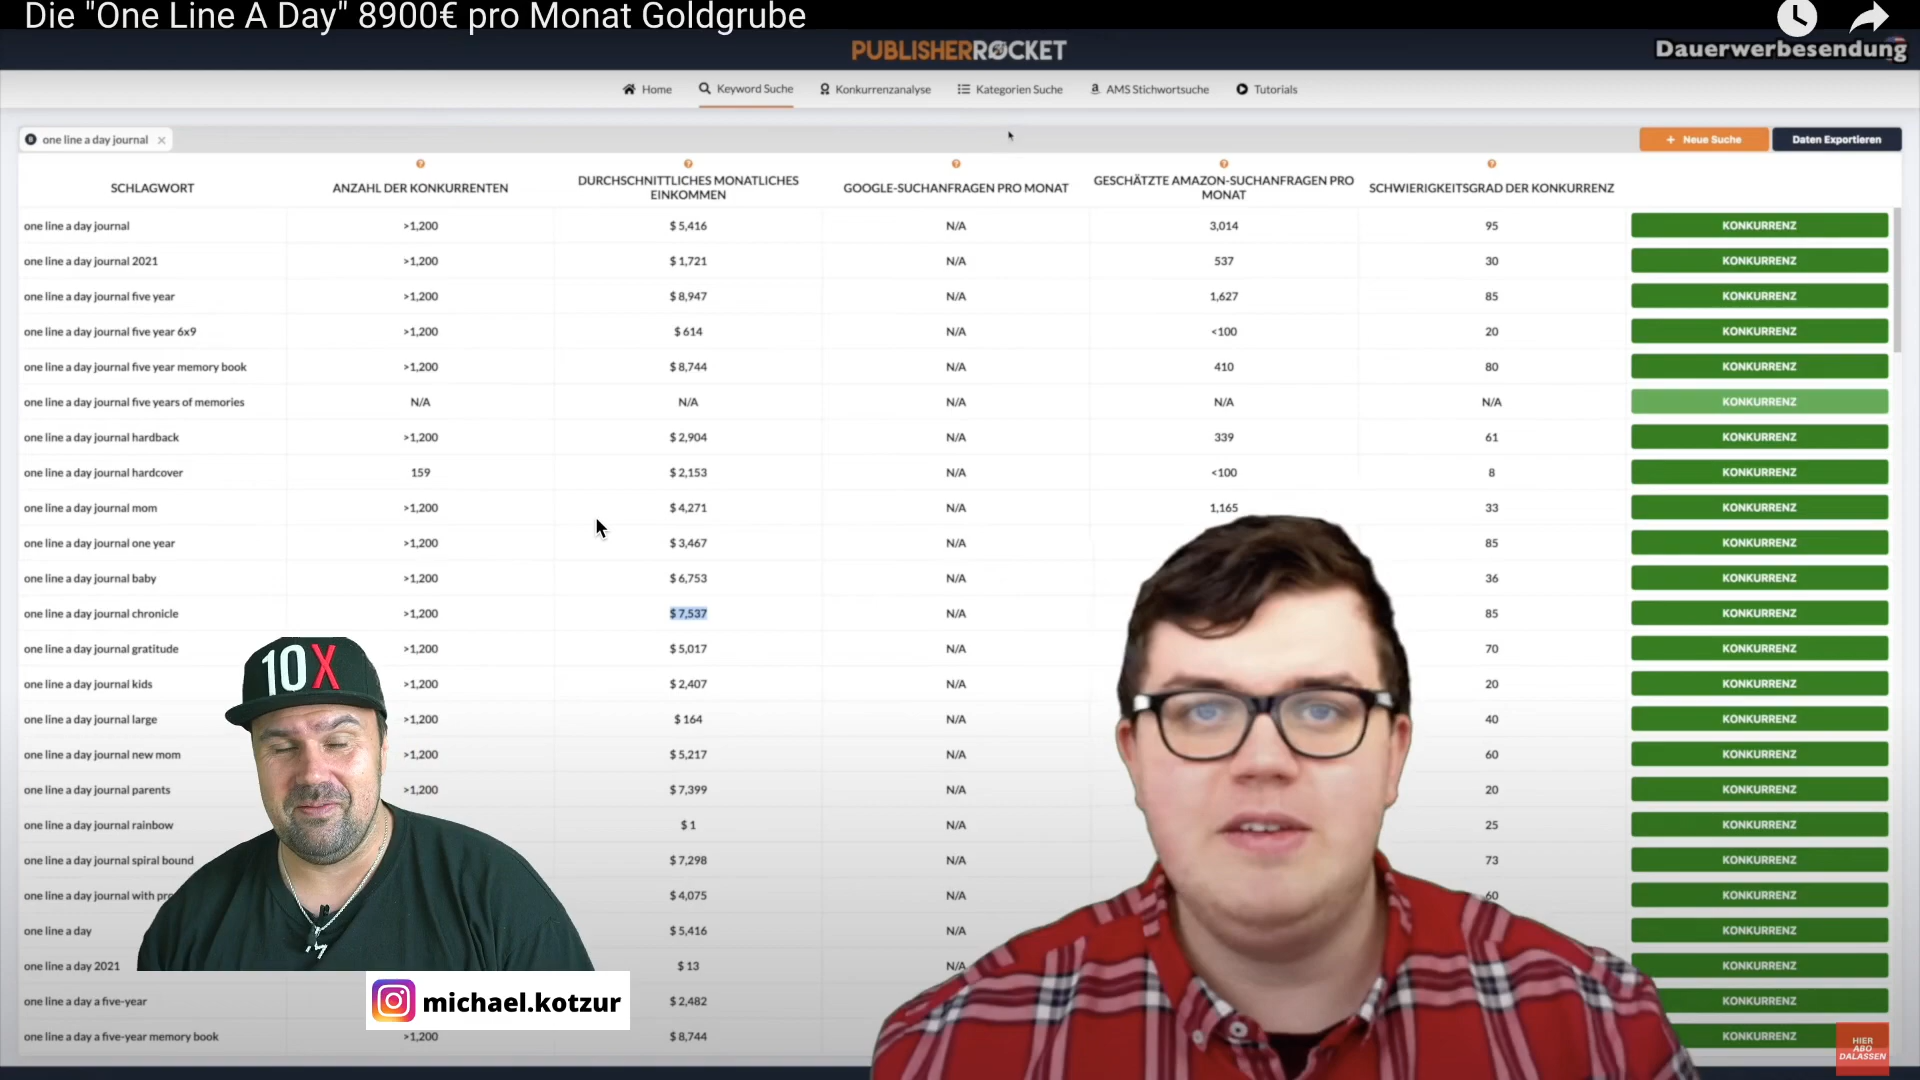 Die "One Line A Day" 8900€ pro Monat Goldgrube
PUBLISHER ROCKET
Dauerwerbesendung
Home Keyword Suche Konkurrenzanalyse Kategorien Suche AMS Stichwortsuche Tutorials
one line a day journal
Neue Suche Daten Exportieren
SCHLAGWORT ANZAHL DER KONKURRENTEN DURCHSCHNITTLICHES MONATLICHES EINKOMMEN GOOGLE-SUCHANFRAGEN PRO MONAT GESCHÄTZTE AMAZON-SUCHANFRAGEN PRO MONAT SCHWIERIGKEITSGRAD DER KONKURRENZ
one line a day journal >1,200 $ 5,416 N/A 3,014 95 KONKURRENZ
one line a day journal 2021 >1,200 $ 1,721 N/A 537 30 KONKURRENZ
one line a day journal five year >1,200 $ 8,947 N/A 1,627 85 KONKURRENZ
one line a day journal five year 6x9 >1,200 $ 614 N/A <100 20 KONKURRENZ
one line a day journal five year memory book >1,200 $ 8,744 N/A 410 80 KONKURRENZ
one line a day journal five years of memories N/A N/A N/A N/A N/A KONKURRENZ
one line a day journal hardback >1,200 $ 2,904 N/A 339 61 KONKURRENZ
one line a day journal hardcover 159 $ 2,153 N/A <100 8 KONKURRENZ
one line a day journal mom >1,200 $ 4,271 N/A 1,165 33 KONKURRENZ
one line a day journal one year >1,200 $ 3,467 N/A 85 KONKURRENZ
one line a day journal baby >1,200 $ 6,753 N/A 36 KONKURRENZ
one line a day journal chronicle >1,200 $ 7,537 N/A 85 KONKURRENZ
one line a day journal gratitude >1,200 $ 5,017 N/A 70 KONKURRENZ
one line a day journal kids >1,200 $ 2,407 N/A 20 KONKURRENZ
one line a day journal large >1,200 $ 164 N/A 40 KONKURRENZ
one line a day journal new mom >1,200 $ 5,217 N/A 60 KONKURRENZ
one line a day journal parents >1,200 $ 7,399 N/A 20 KONKURRENZ
one line a day journal rainbow $ 1 N/A 25 KONKURRENZ
one line a day journal spiral bound $ 7,298 N/A 73 KONKURRENZ
one line a day journal with $ 4,075 N/A 60 KONKURRENZ
one line a day $ 5,416 N/A KONKURRENZ
one line a day 2021 $ 13 N/A KONKURRENZ
one line a day a five-year $ 2,482 KONKURRENZ
one line a day a five-year memory book >1,200 $ 8,744 KONKURRENZ
10X
michael.kotzur
HIER
ABO
DALASSEN